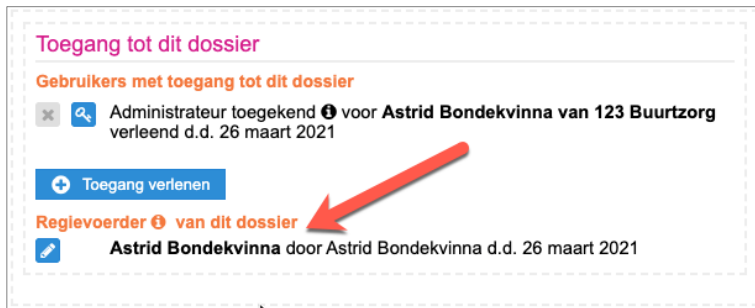 Toegang tot dit dossier
Gebruikers met toegang tot dit dossier
Administrateur toegekend voor Astrid Bondekvinna van 123 Buurtzorg
verleend d.d. 26 maart 2021
Toegang verlenen
Regievoerder van dit dossier
Astrid Bondekvinna door Astrid Bondekvinna d.d. 26 maart 2021